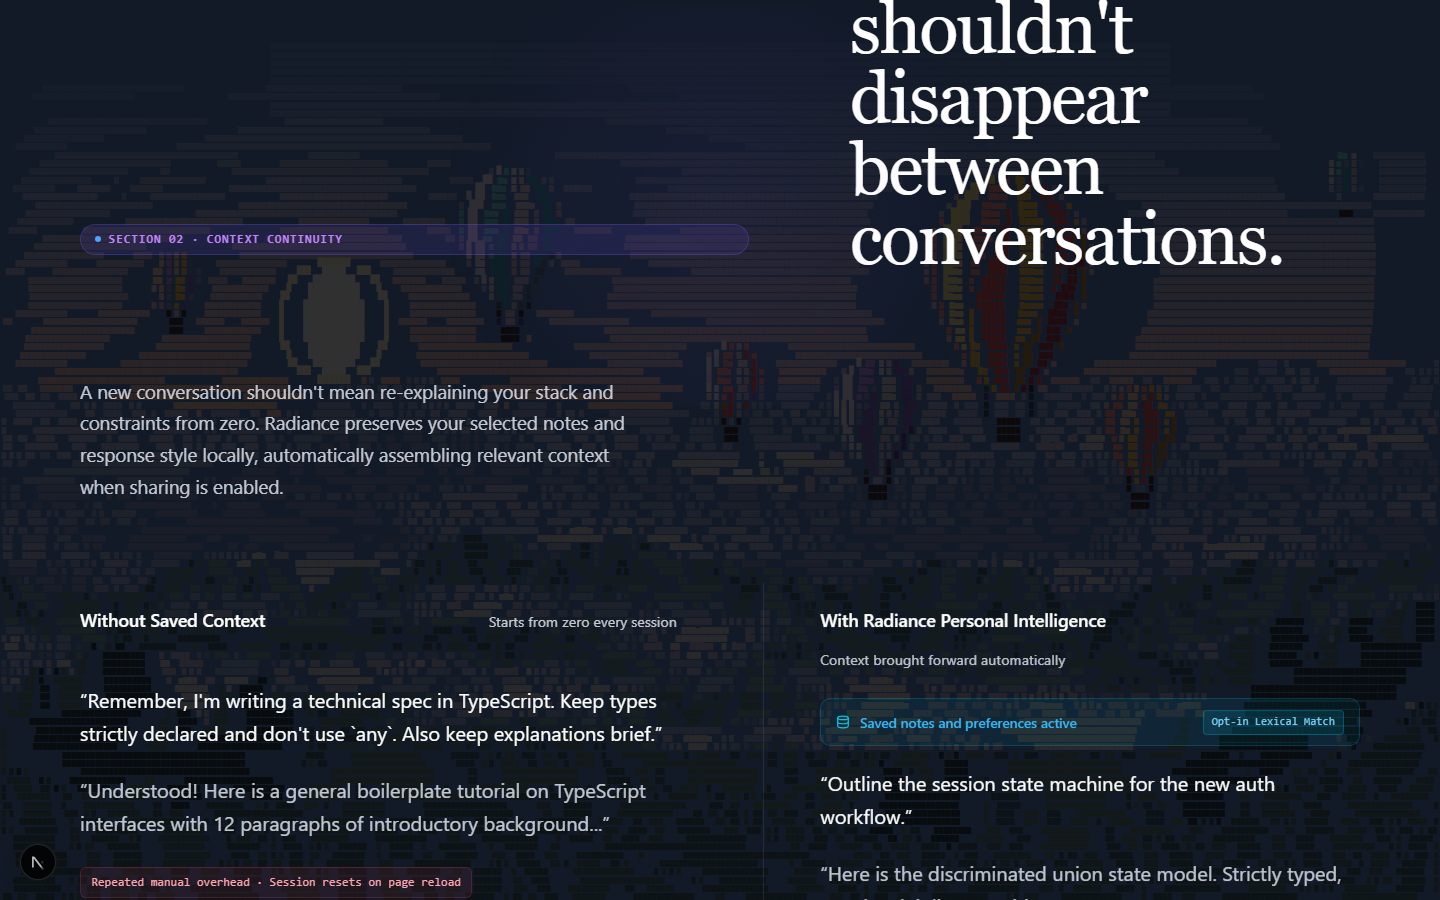 shouldn't
disappear
between
conversations.
SECTION 02 · CONTEXT CONTINUITY
A new conversation shouldn't mean re-explaining your stack and
constraints from zero. Radiance preserves your selected notes and
response style locally, automatically assembling relevant context
when sharing is enabled.
Without Saved Context
Starts from zero every session
“Remember, I'm writing a technical spec in TypeScript. Keep types
strictly declared and don't use `any`. Also keep explanations brief.”
“Understood! Here is a general boilerplate tutorial on TypeScript
interfaces with 12 paragraphs of introductory background...”
Repeated manual overhead · Session resets on page reload
With Radiance Personal Intelligence
Context brought forward automatically
Saved notes and preferences active
Opt-in Lexical Match
“Outline the session state machine for the new auth
workflow.”
“Here is the discriminated union state model. Strictly typed,